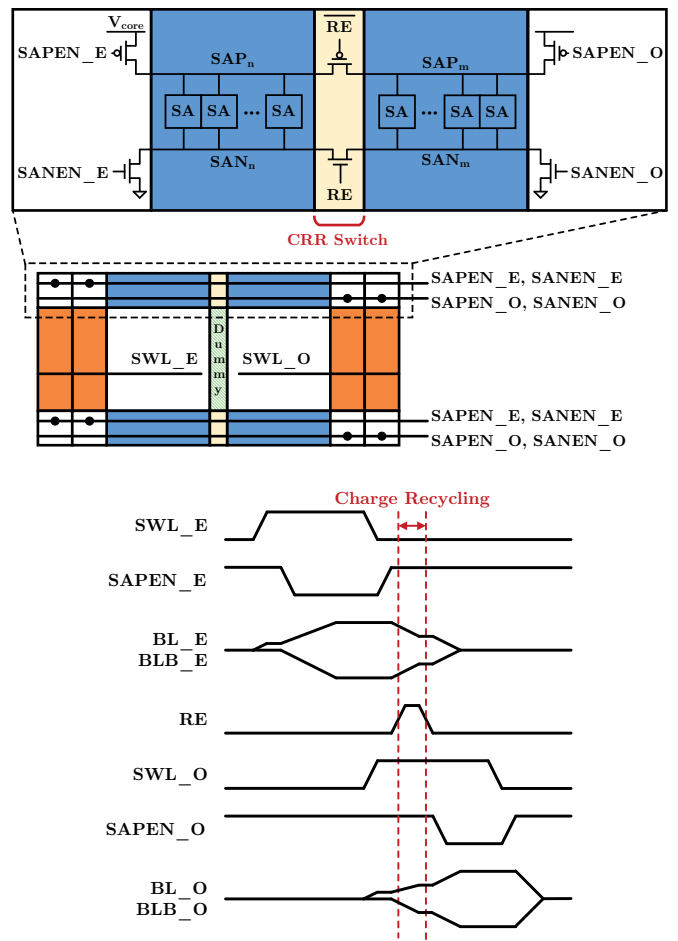 V_core
RE
SAPEN_E
SAP_n
SAP_m
SAPEN_O
SA SA ... SA
SA ... SA SA
SANEN_E
SAN_n
SAN_m
SANEN_O
RE
CRR Switch
SAPEN_E, SANEN_E
SAPEN_O, SANEN_O
SWL_E
Dummy
SWL_O
SAPEN_E, SANEN_E
SAPEN_O, SANEN_O
Charge Recycling
SWL_E
SAPEN_E
BL_E
BLB_E
RE
SWL_O
SAPEN_O
BL_O
BLB_O